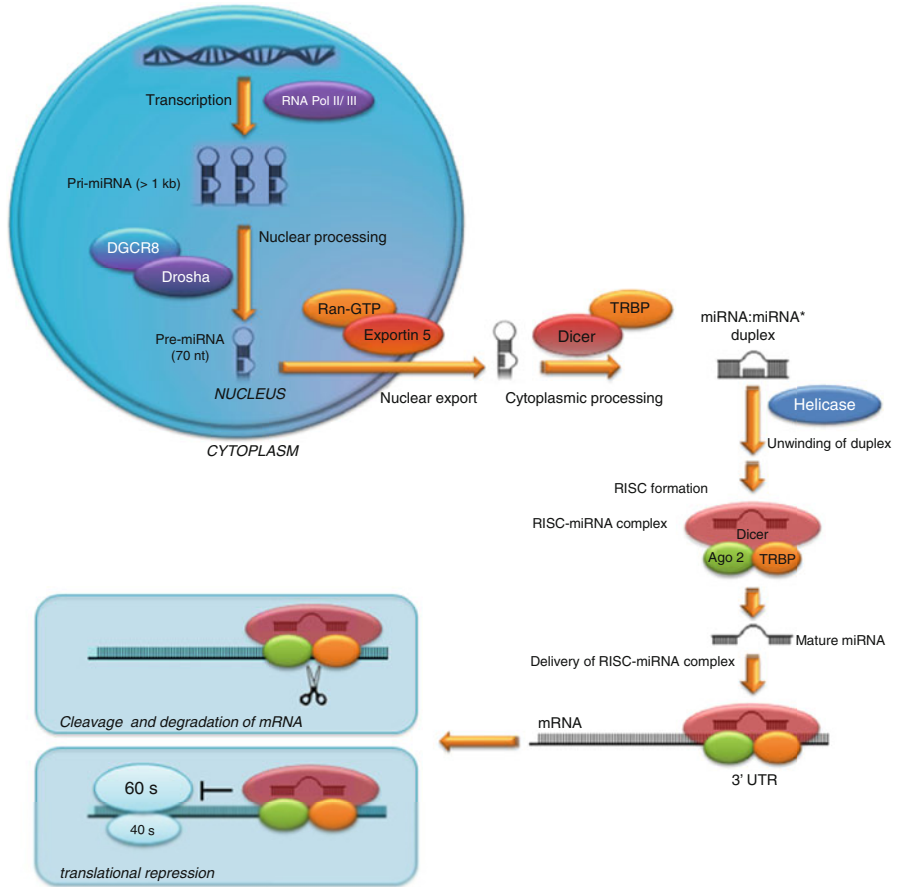 Transcription
RNA Pol II/ III
Pri-miRNA (> 1 kb)
Nuclear processing
DGCR8
Drosha
Pre-miRNA
(70 nt)
NUCLEUS
CYTOPLASM
Ran-GTP
Exportin 5
Nuclear export
TRBP
Dicer
Cytoplasmic processing
miRNA:miRNA*
duplex
Helicase
Unwinding of duplex
RISC formation
RISC-miRNA complex
Dicer
Ago 2
TRBP
Mature miRNA
Delivery of RISC-miRNA complex
mRNA
3' UTR
Cleavage and degradation of mRNA
60 s
40 s
translational repression